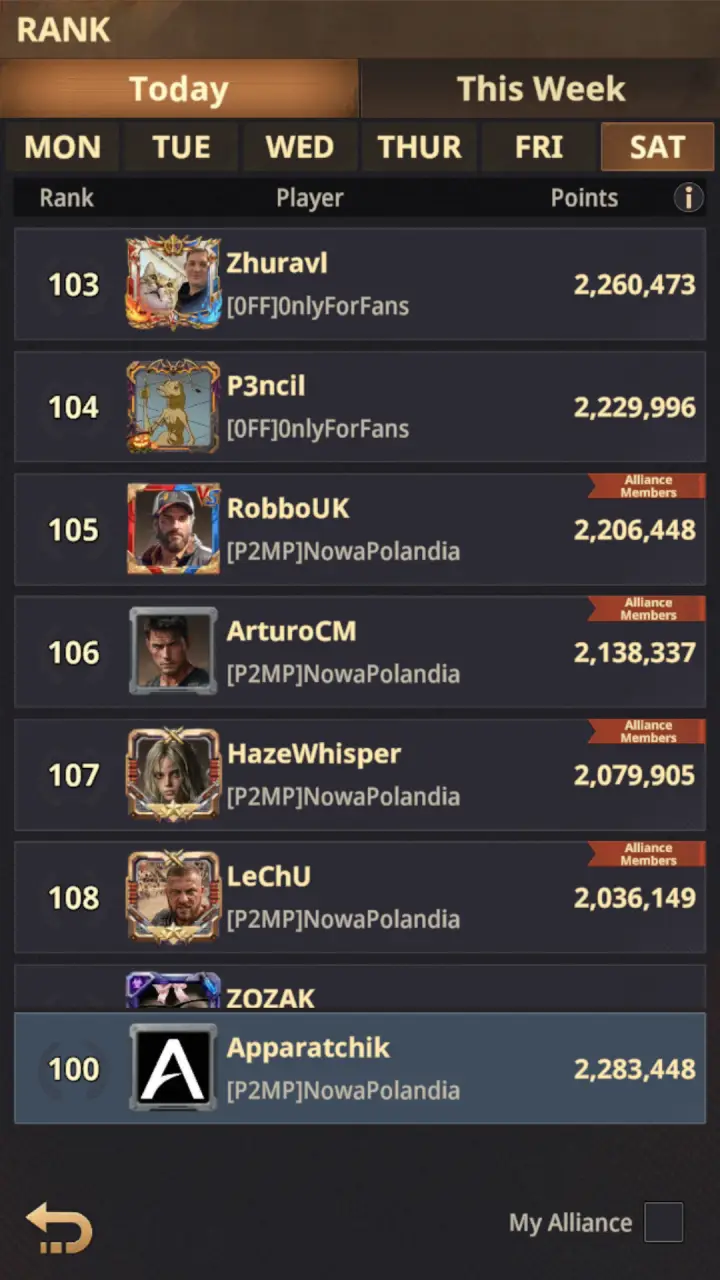 RANK
Today
This Week
MON TUE WED THUR FRI SAT
Rank Player Points i
103
Zhuravl
[0FF]0nlyForFans
2,260,473
104
P3ncil
[0FF]0nlyForFans
2,229,996
Alliance
Members
105
RobboUK
[P2MP]NowaPolandia
2,206,448
Alliance
Members
106
ArturoCM
[P2MP]NowaPolandia
2,138,337
Alliance
Members
107
HazeWhisper
[P2MP]NowaPolandia
2,079,905
Alliance
Members
108
LeChU
[P2MP]NowaPolandia
2,036,149
ZOZAK
100
A
Apparatchik
[P2MP]NowaPolandia
2,283,448
My Alliance